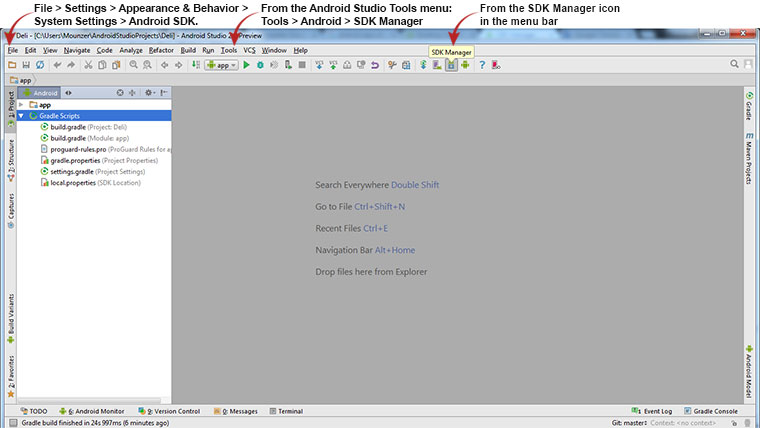 File > Settings > Appearance & Behavior >
System Settings > Android SDK.
From the Android Studio Tools menu:
Tools > Android > SDK Manager
From the SDK Manager icon
in the menu bar
Deli - [C:\Users\Mounzer\AndroidStudioProjects\Deli] - Android Studio 2 Preview
File Edit View Navigate Code Analyze Refactor Build Run Tools VCS Window Help
SDK Manager
app
app
1: Project
Android
app
Gradle Scripts
build.gradle (Project: Deli)
build.gradle (Module: app)
proguard-rules.pro (ProGuard Rules for ap
gradle.properties (Project Properties)
settings.gradle (Project Settings)
local.properties (SDK Location)
Z: Structure
Captures
Build Variants
2: Favorites
Search Everywhere Double Shift
Go to File Ctrl+Shift+N
Recent Files Ctrl+E
Navigation Bar Alt+Home
Drop files here from Explorer
Gradle
Maven Projects
Android Model
TODO 6: Android Monitor 9: Version Control 0: Messages Terminal Event Log Gradle Console
Gradle build finished in 24s 997ms (6 minutes ago) Git: master Context: <no context>